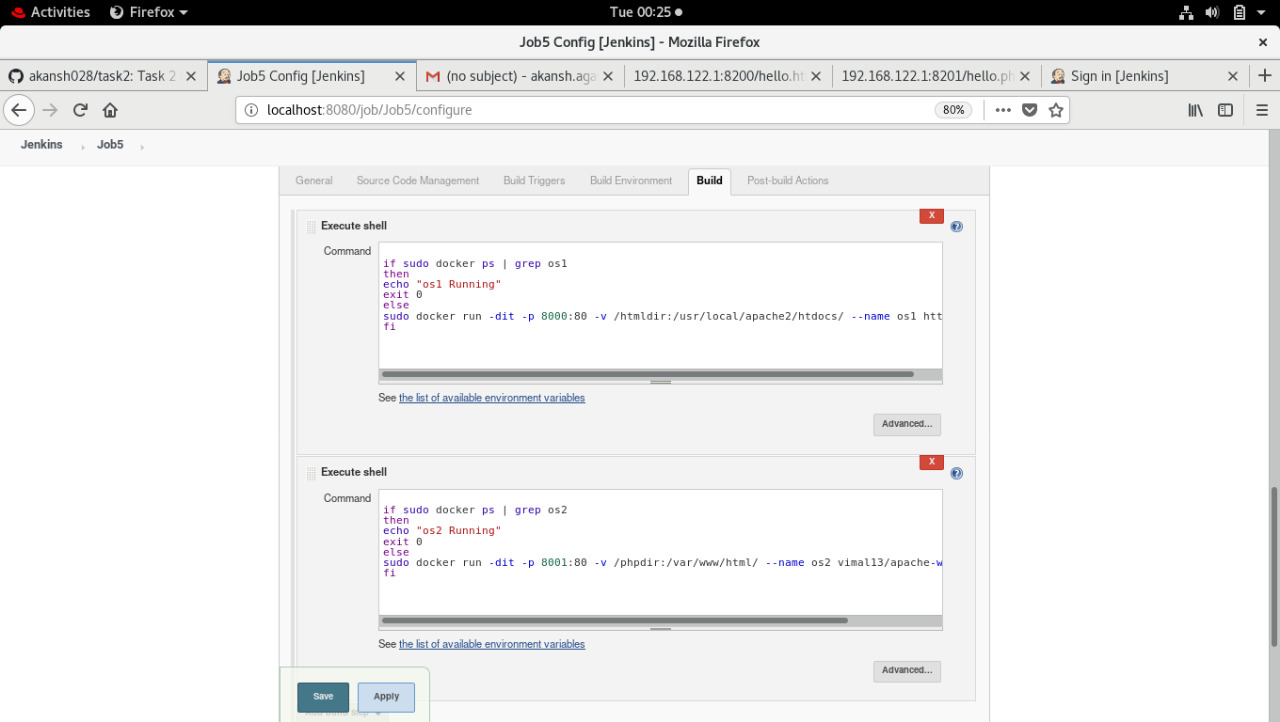 Activities Firefox Tue 00:25
Job5 Config [Jenkins] - Mozilla Firefox
akansh028/task2: Task 2 Job5 Config [Jenkins] (no subject) - akansh.aga 192.168.122.1:8200/hello.ht 192.168.122.1:8201/hello.ph Sign in [Jenkins]
localhost:8080/job/Job5/configure 80%
Jenkins Job5
General Source Code Management Build Triggers Build Environment Build Post-build Actions
X
Execute shell
Command
if sudo docker ps | grep os1
then
echo "os1 Running"
exit 0
else
sudo docker run -dit -p 8000:80 -v /htmldir:/usr/local/apache2/htdocs/ --name os1 htt
fi
See the list of available environment variables
Advanced...
X
Execute shell
Command
if sudo docker ps | grep os2
then
echo "os2 Running"
exit 0
else
sudo docker run -dit -p 8001:80 -v /phpdir:/var/www/html/ --name os2 vimal13/apache-w
fi
See the list of available environment variables
Advanced...
Save Apply
Add build step